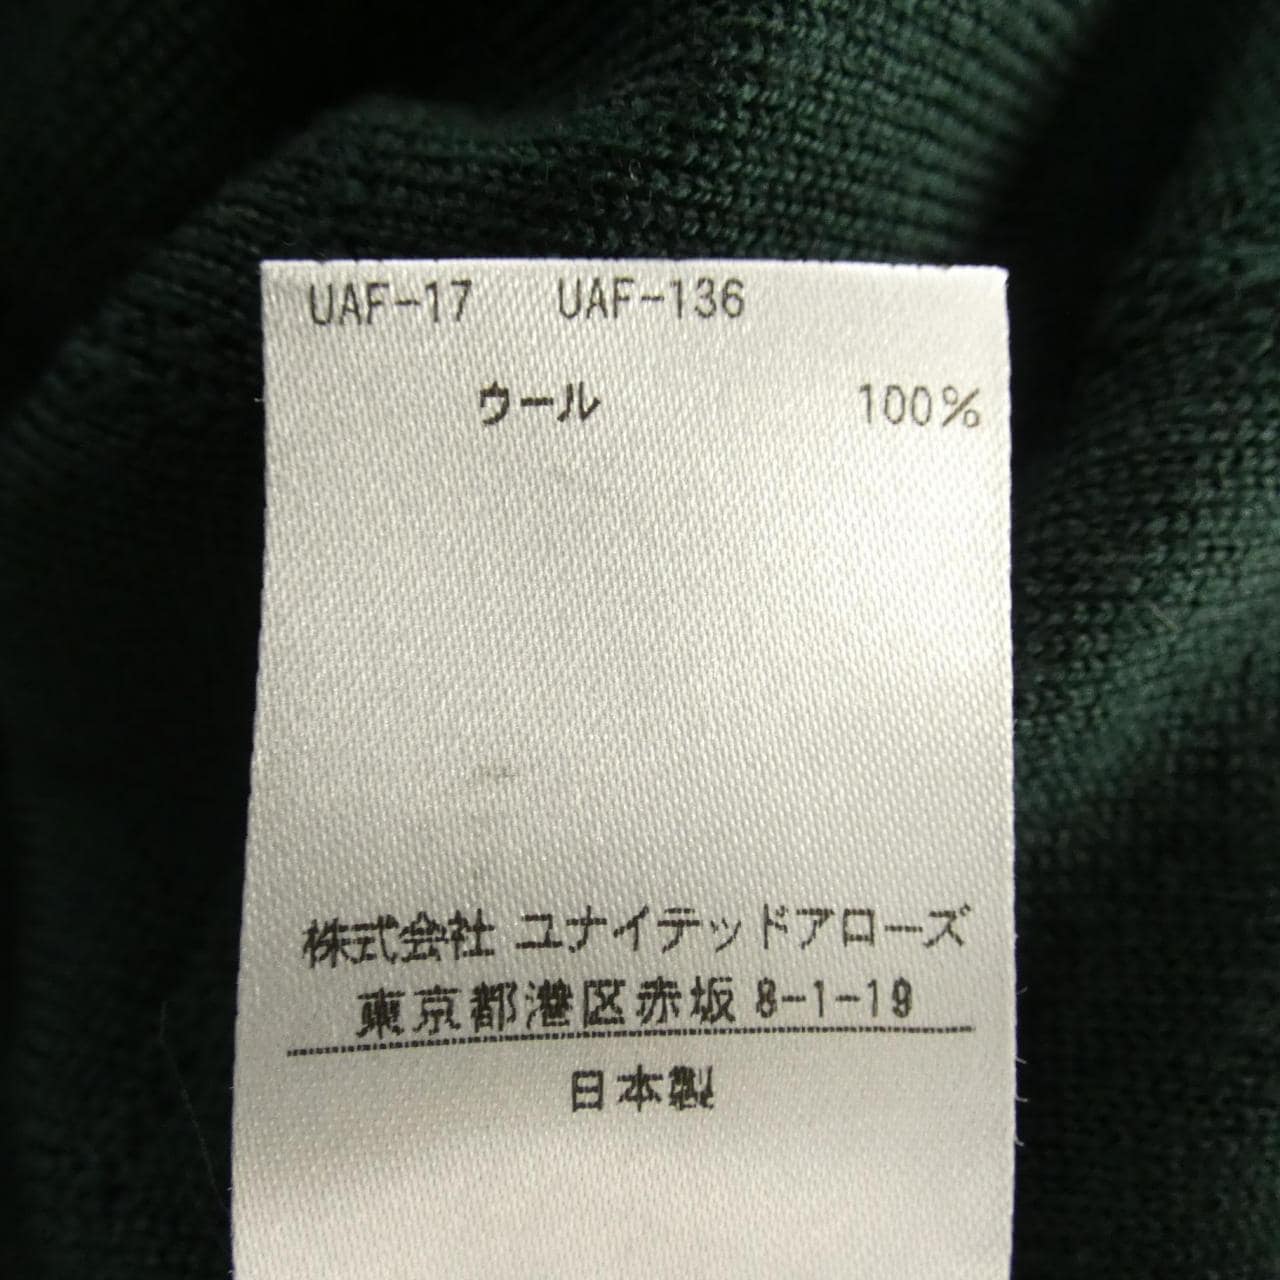 UAF-17 UAF-136
ウール 100%
株式会社 ユナイテッドアローズ
東京都港区赤坂 8-1-19
日本製